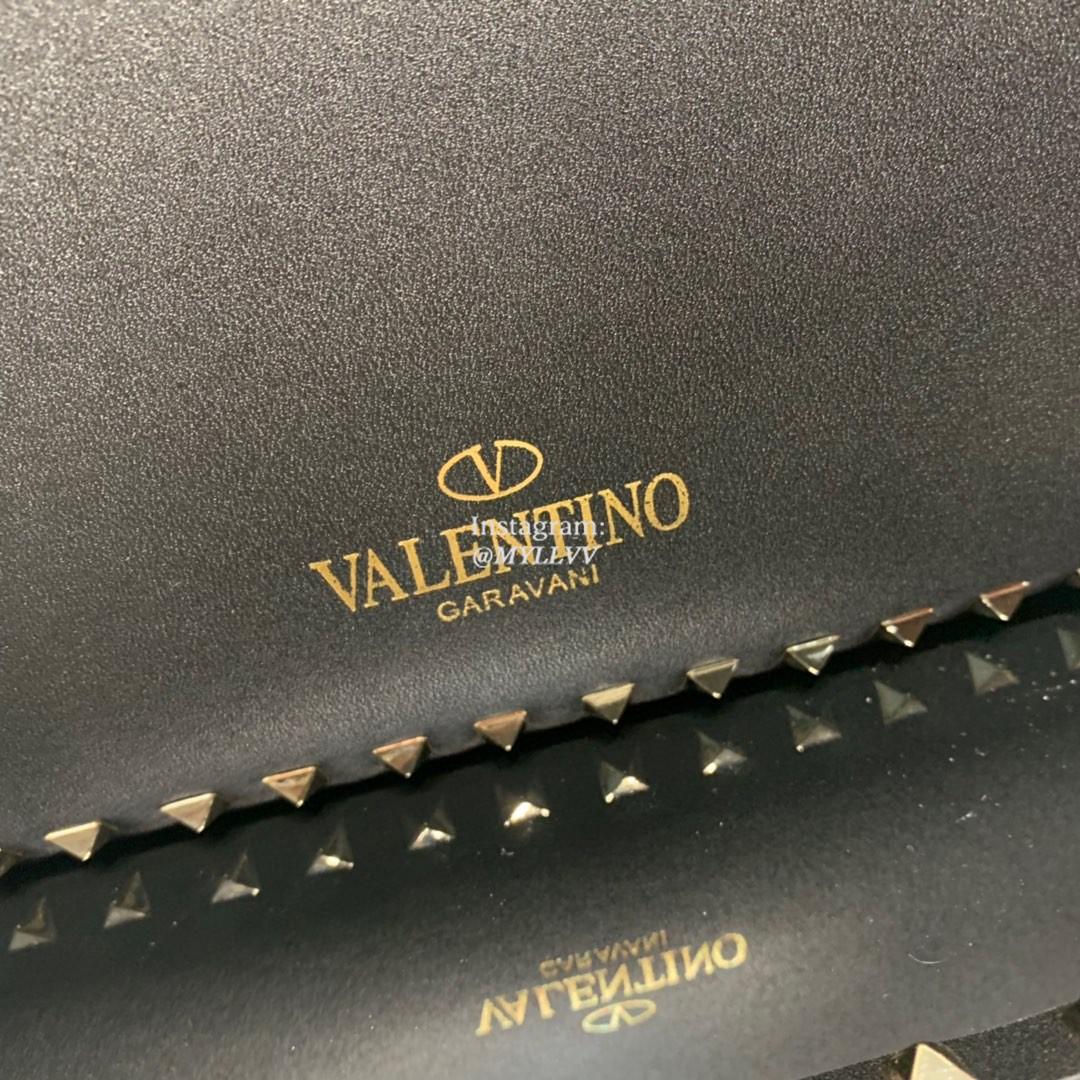 V
VALENTINO
GARAVANI
Instagram:
@MYLLVV
VALENTINO
GARAVANI
V